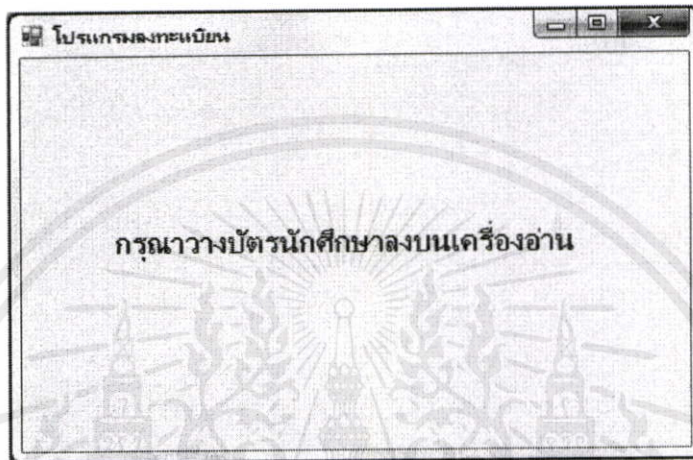 โปรแกรมลงทะเบียน
กรุณาวางบัตรนักศึกษาลงบนเครื่องอ่าน